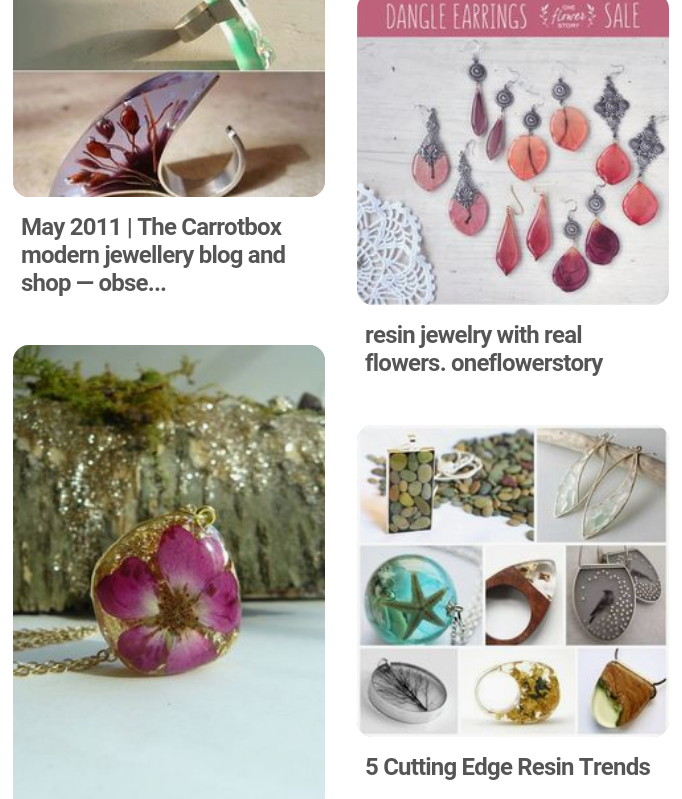 May 2011 | The Carrotbox
modern jewellery blog and
shop — obse...
DANGLE EARRINGS ONE flower STORY SALE
resin jewelry with real
flowers. oneflowerstory
5 Cutting Edge Resin Trends